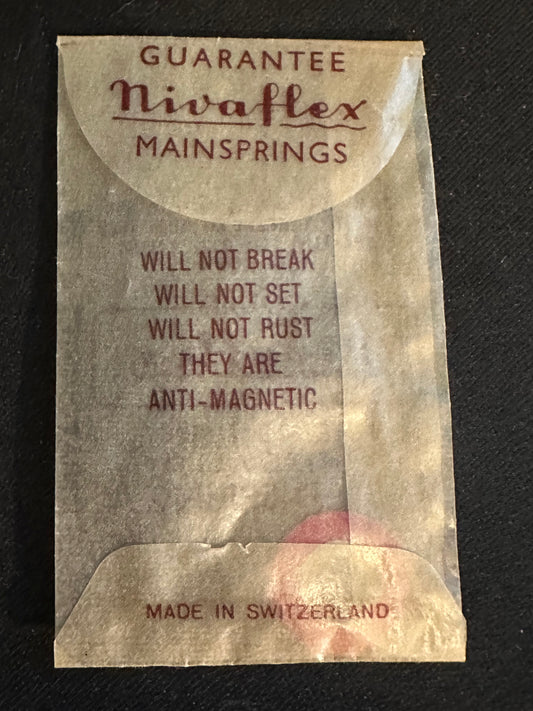 GUARANTEE
Nivaflex
MAINSPRINGS
WILL NOT BREAK
WILL NOT SET
WILL NOT RUST
THEY ARE
ANTI-MAGNETIC
MADE IN SWITZERLAND